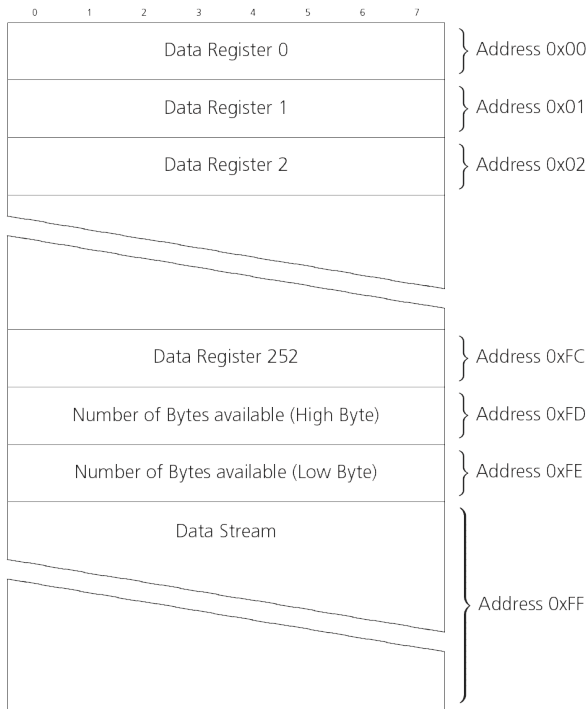 0 1 2 3 4 5 6 7
Data Register 0 Address 0x00
Data Register 1 Address 0x01
Data Register 2 Address 0x02
Data Register 252 Address 0xFC
Number of Bytes available (High Byte) Address 0xFD
Number of Bytes available (Low Byte) Address 0xFE
Data Stream
Address 0xFF